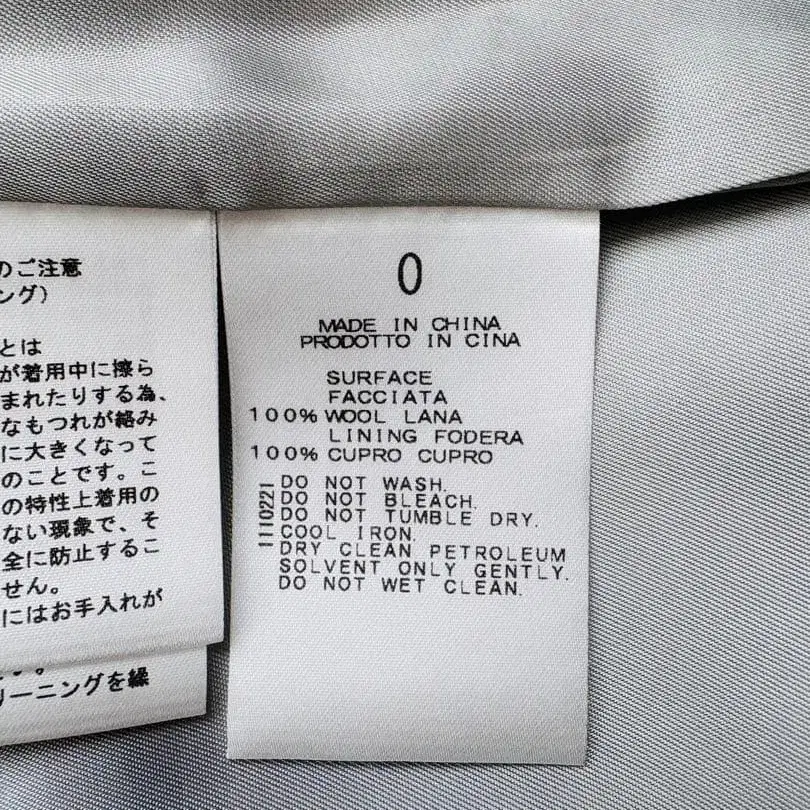 のご注意
ング）
とは
が着用中に擦ら
まれたりする為、
なもつれが絡み
に大きくなって
のことです。こ
の特性上着用の
ない現象で、そ
全に防止するこ
せん。
にはお手入れが
リーニングを繰
0
MADE IN CHINA
PRODOTTO IN CINA
SURFACE
FACCIATA
100% WOOL LANA
LINING FODERA
100% CUPRO CUPRO
1110221
DO NOT WASH.
DO NOT BLEACH.
DO NOT TUMBLE DRY.
COOL IRON.
DRY CLEAN PETROLEUM
SOLVENT ONLY GENTLY.
DO NOT WET CLEAN.